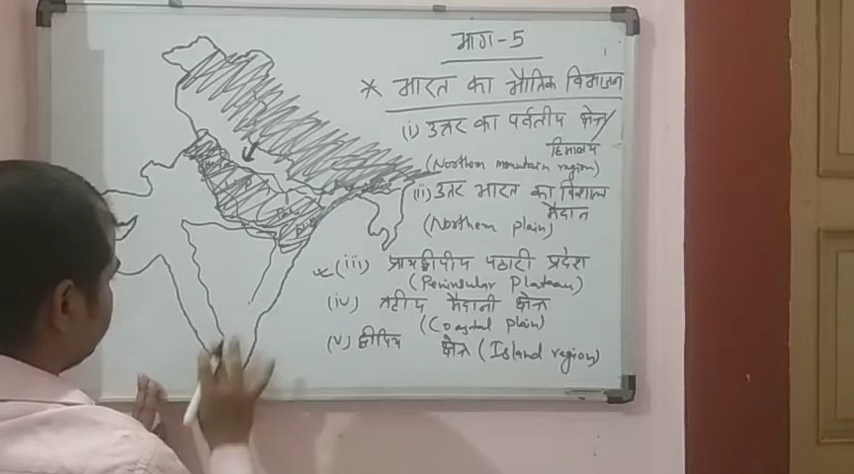 भाग-5
* भारत का भौतिक विभाजन
(i) उत्तर का पर्वतीय क्षेत्र/
हिमालय
(Northern mountain region)
(ii) उत्तर भारत का विशाल
मैदान
(Northern plain)
(iii) प्रायद्वीपीय पठारी प्रदेश
(Peninsular Plateau)
(iv) तटीय मैदानी क्षेत्र
(Coastal plain)
(v) द्वीपिय क्षेत्र (Island region)